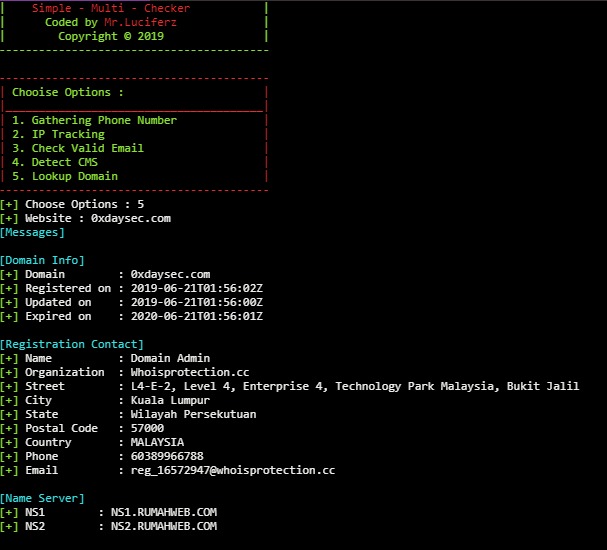 | Simple - Multi - Checker |
| Coded by Mr.Luciferz |
| Copyright © 2019 |
-----------------------------------------
-----------------------------------------
| Chooise Options : |
|_______________________________________|
| 1. Gathering Phone Number |
| 2. IP Tracking |
| 3. Check Valid Email |
| 4. Detect CMS |
| 5. Lookup Domain |
-----------------------------------------
[+] Choose Options : 5
[+] Website : 0xdaysec.com
[Messages]
[Domain Info]
[+] Domain : 0xdaysec.com
[+] Registered on : 2019-06-21T01:56:02Z
[+] Updated on : 2019-06-21T01:56:00Z
[+] Expired on : 2020-06-21T01:56:01Z
[Registration Contact]
[+] Name : Domain Admin
[+] Organization : Whoisprotection.cc
[+] Street : L4-E-2, Level 4, Enterprise 4, Technology Park Malaysia, Bukit Jalil
[+] City : Kuala Lumpur
[+] State : Wilayah Persekutuan
[+] Postal Code : 57000
[+] Country : MALAYSIA
[+] Phone : 60389966788
[+] Email : reg_16572947@whoisprotection.cc
[Name Server]
[+] NS1 : NS1.RUMAHWEB.COM
[+] NS2 : NS2.RUMAHWEB.COM